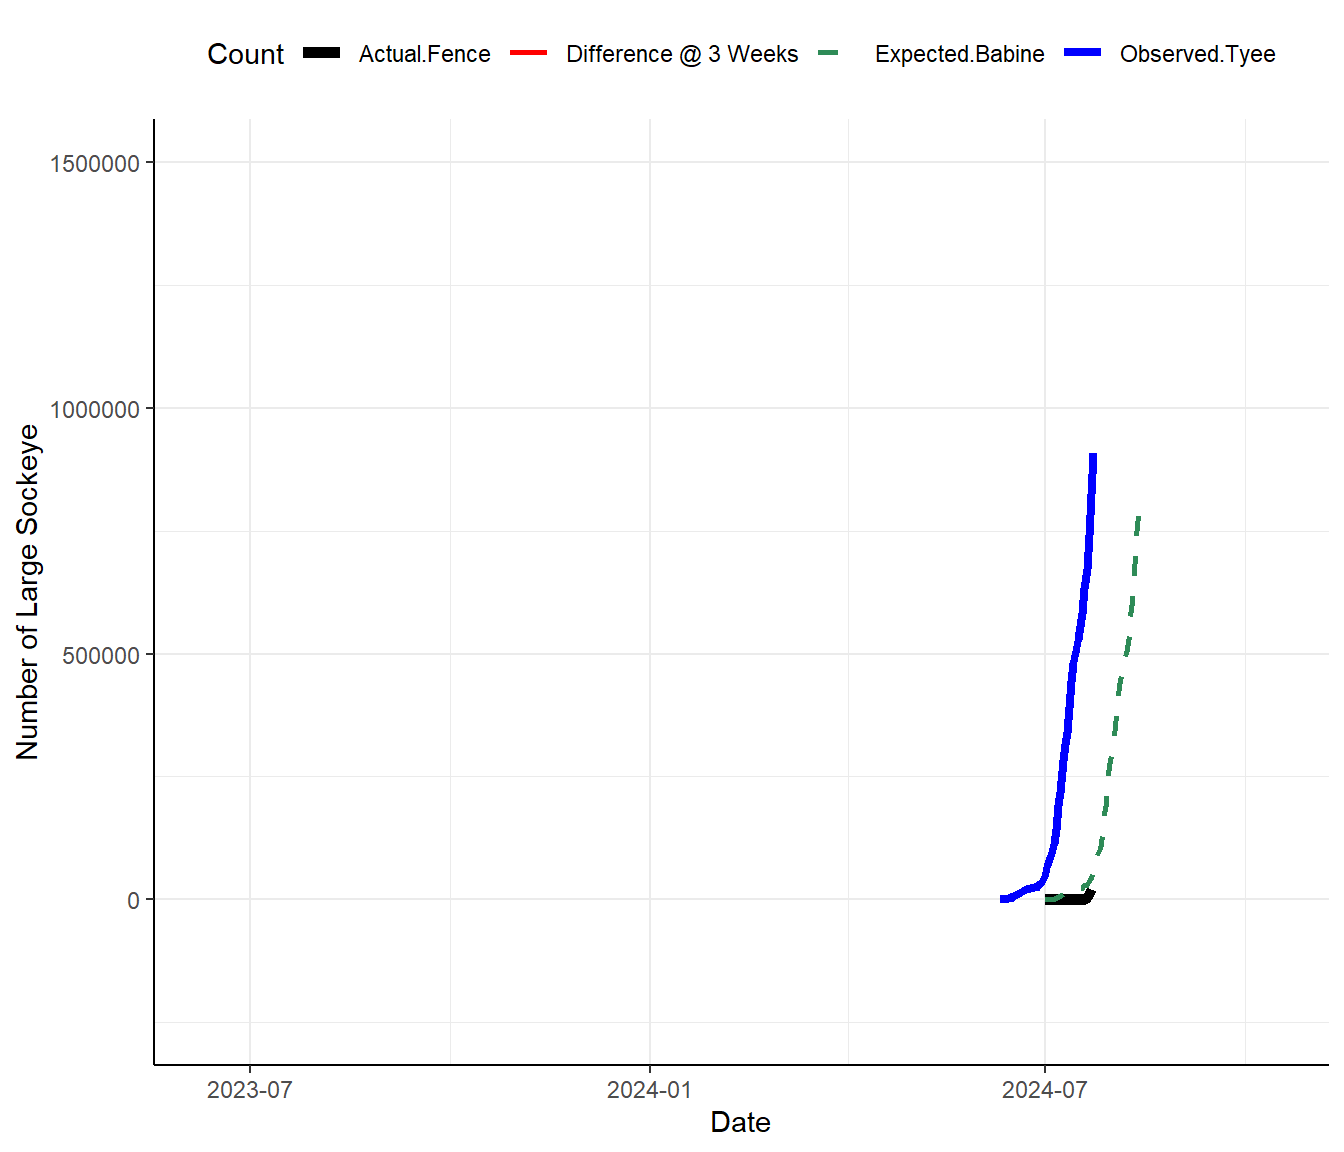 Count Actual.Fence Difference @ 3 Weeks Expected.Babine Observed.Tyee
1500000
1000000
500000
0
Number of Large Sockeye
2023-07 2024-01 2024-07
Date